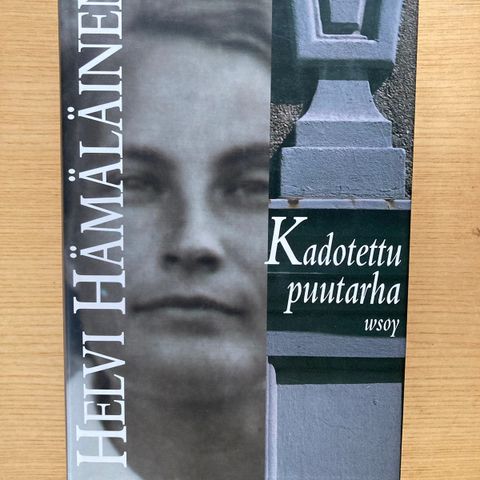 HELVI HÄMÄLÄINEN
Kadotettu
puutarha
wsoy